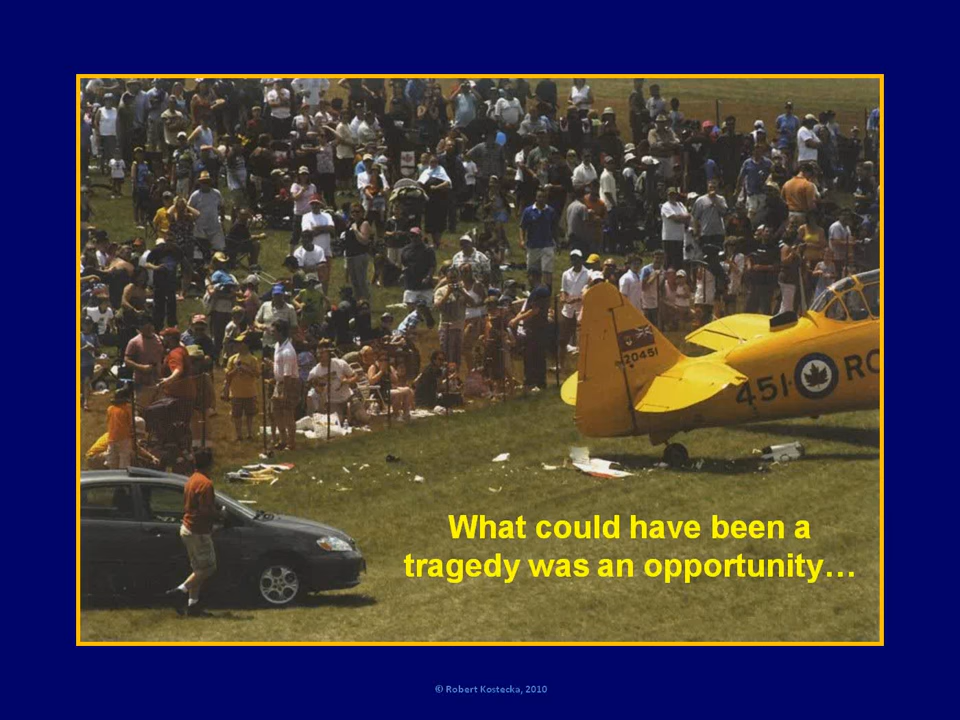 20451
451
RC
What could have been a
tragedy was an opportunity…
© Robert Kostecka, 2010